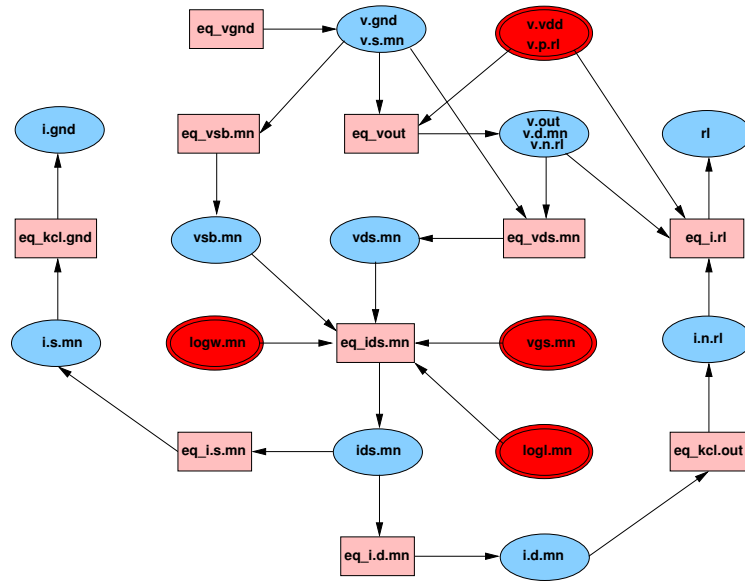 eq_vgnd
v.gnd
v.s.mn
v.vdd
v.p.rl
i.gnd
eq_vsb.mn
eq_vout
v.out
v.d.mn
v.n.rl
rl
eq_kcl.gnd
vsb.mn
vds.mn
eq_vds.mn
eq_i.rl
i.s.mn
logw.mn
eq_ids.mn
vgs.mn
i.n.rl
eq_i.s.mn
ids.mn
logl.mn
eq_kcl.out
eq_i.d.mn
i.d.mn